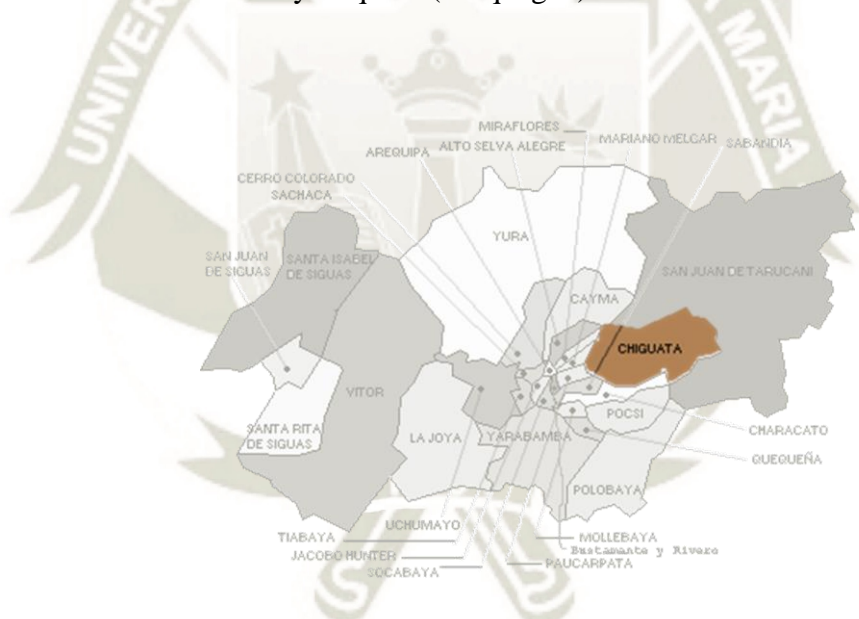 UNIVER
MARIA
MIRAFLORES
AREQUIPA
ALTO SELVA ALEGRE
MARIANO MELGAR
SABANDIA
CERRO COLORADO
SACHACA
YURA
SAN JUAN
DE SIGUAS
SANTA ISABEL
DE SIGUAS
SAN JUAN DE TARUCANI
CAYMA
CHIGUATA
VITOR
SANTA RITA
DE SIGUAS
LA JOYA
YARABAMBA
POCSI
CHARACATO
QUEQUEÑA
POLOBAYA
UCHUMAYO
TIABAYA
JACOBO HUNTER
SOCABAYA
MOLLEBAYA
Bustamante y Rivero
PAUCARPATA